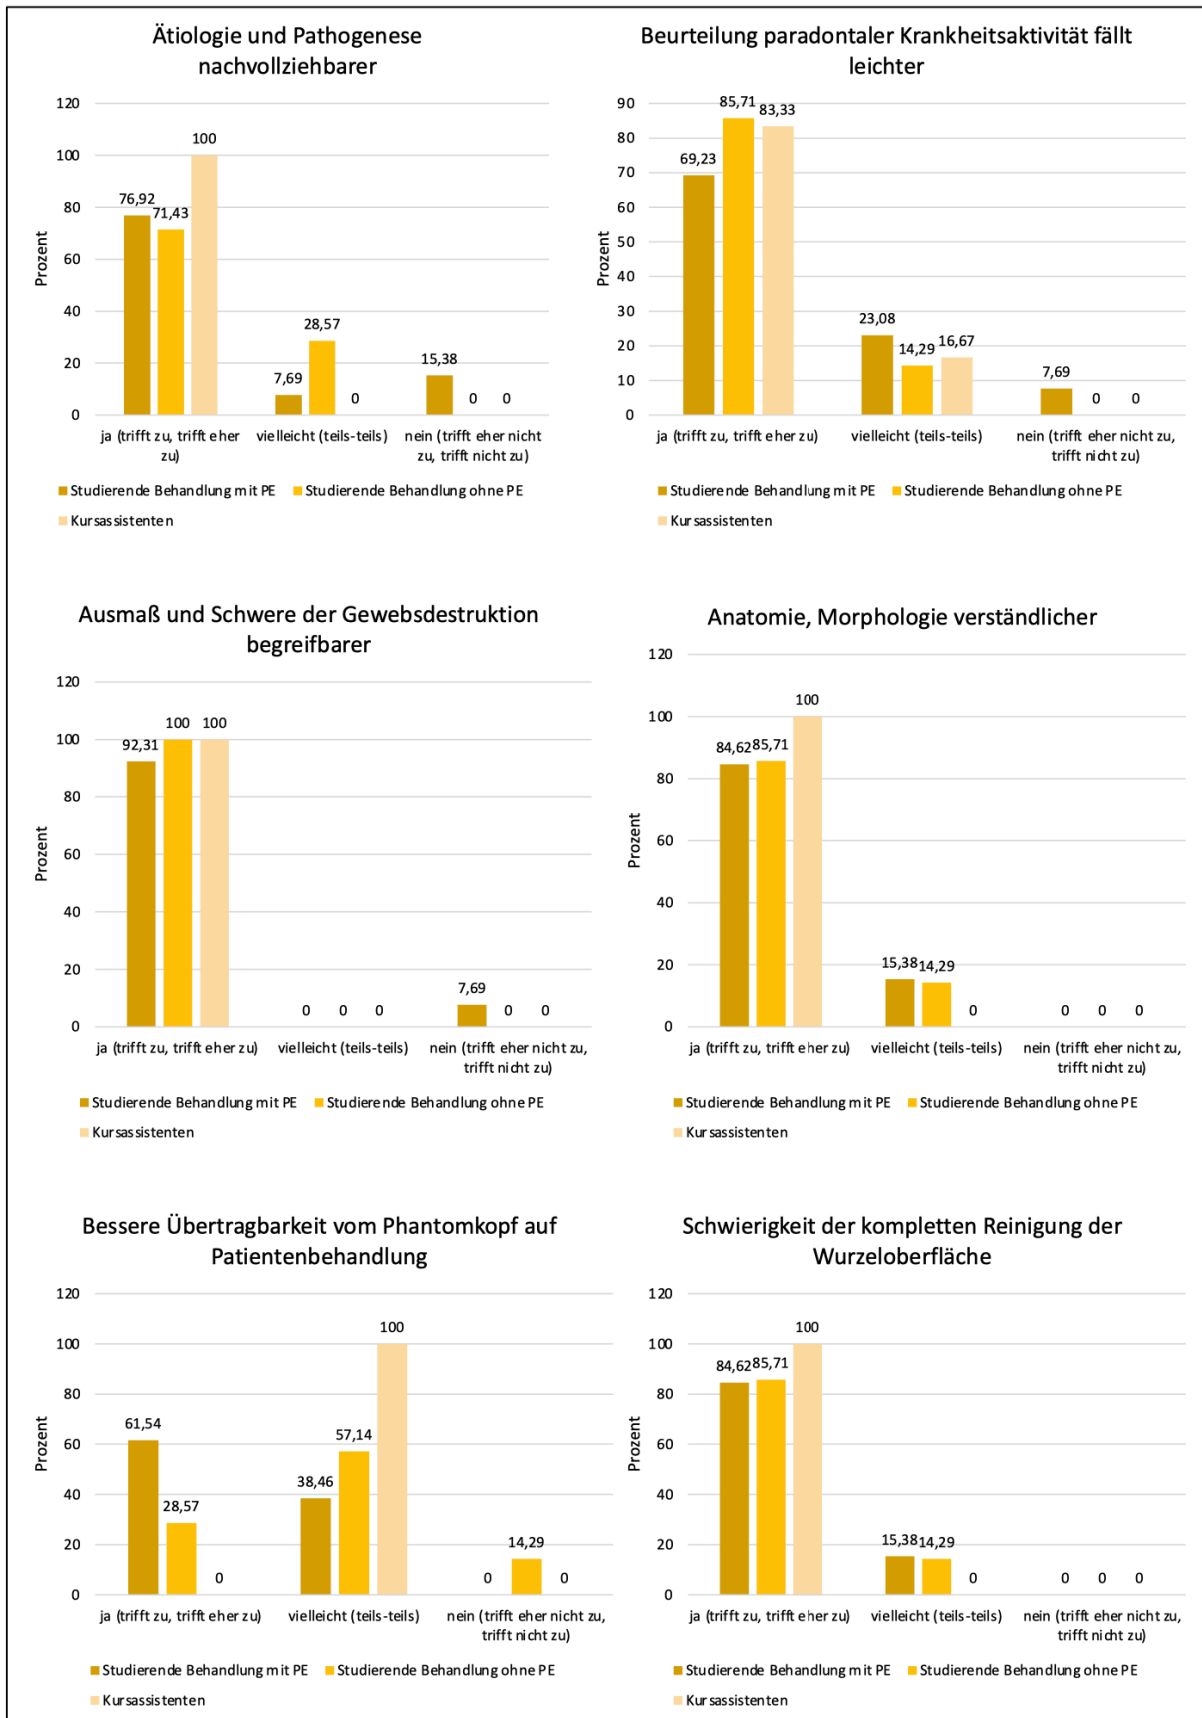 Ätiologie und Pathogenese
nachvollziehbarer
120
100
80
60
40
20
0
Prozent
76,92
71,43
100
7,69
28,57
0
15,38
0
0
ja (trifft zu, trifft eher
zu)
vielleicht (teils-teils)
nein (trifft eher nicht
zu, trifft nicht zu)
Studierende Behandlung mit PE
Studierende Behandlung ohne PE
Kursassistenten
Beurteilung paradontaler Krankheitsaktivität fällt
leichter
90
80
70
60
50
40
30
20
10
0
Prozent
69,23
85,71
83,33
23,08
14,29
16,67
7,69
0
0
ja (trifft zu, trifft eher zu)
vielleicht (teils-teils)
nein (trifft eher nicht zu,
trifft nicht zu)
Studierende Behandlung mit PE
Studierende Behandlung ohne PE
Kursassistenten
Ausmaß und Schwere der Gewebsdestruktion
begreifbarer
120
100
80
60
40
20
0
Prozent
92,31
100
100
0
0
0
7,69
0
0
ja (trifft zu, trifft eher zu)
vielleicht (teils-teils)
nein (trifft eher nicht zu,
trifft nicht zu)
Studierende Behandlung mit PE
Studierende Behandlung ohne PE
Kursassistenten
Anatomie, Morphologie verständlicher
120
100
80
60
40
20
0
Prozent
84,62
85,71
100
15,38
14,29
0
0
0
0
ja (trifft zu, trifft eher zu)
vielleicht (teils-teils)
nein (trifft eher nicht zu,
trifft nicht zu)
Studierende Behandlung mit PE
Studierende Behandlung ohne PE
Kursassistenten
Bessere Übertragbarkeit vom Phantomkopf auf
Patientenbehandlung
120
100
80
60
40
20
0
Prozent
61,54
28,57
0
38,46
57,14
100
0
14,29
0
ja (trifft zu, trifft eher zu)
vielleicht (teils-teils)
nein (trifft eher nicht zu,
trifft nicht zu)
Studierende Behandlung mit PE
Studierende Behandlung ohne PE
Kursassistenten
Schwierigkeit der kompletten Reinigung der
Wurzeloberfläche
120
100
80
60
40
20
0
Prozent
84,62
85,71
100
15,38
14,29
0
0
0
0
ja (trifft zu, trifft eher zu)
vielleicht (teils-teils)
nein (trifft eher nicht zu,
trifft nicht zu)
Studierende Behandlung mit PE
Studierende Behandlung ohne PE
Kursassistenten